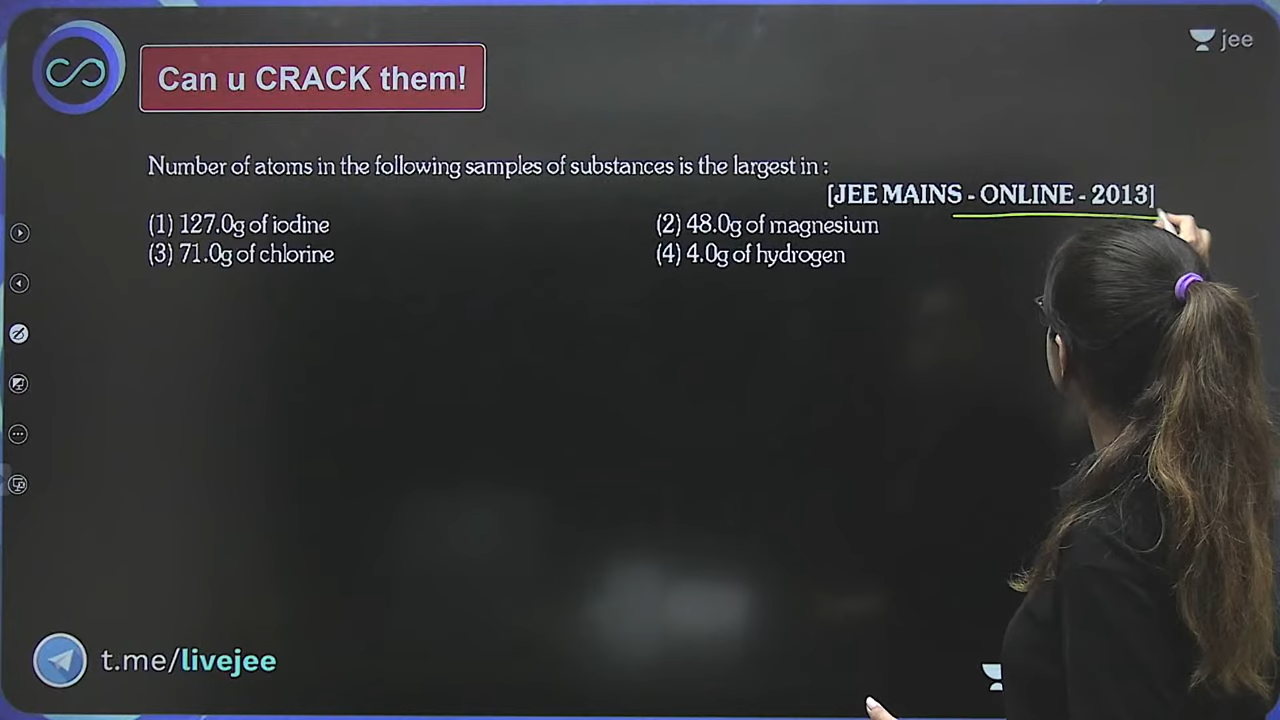 Can u CRACK them!
jee
Number of atoms in the following samples of substances is the largest in :
[JEE MAINS - ONLINE - 2013]
(1) 127.0g of iodine
(2) 48.0g of magnesium
(3) 71.0g of chlorine
(4) 4.0g of hydrogen
t.me/livejee